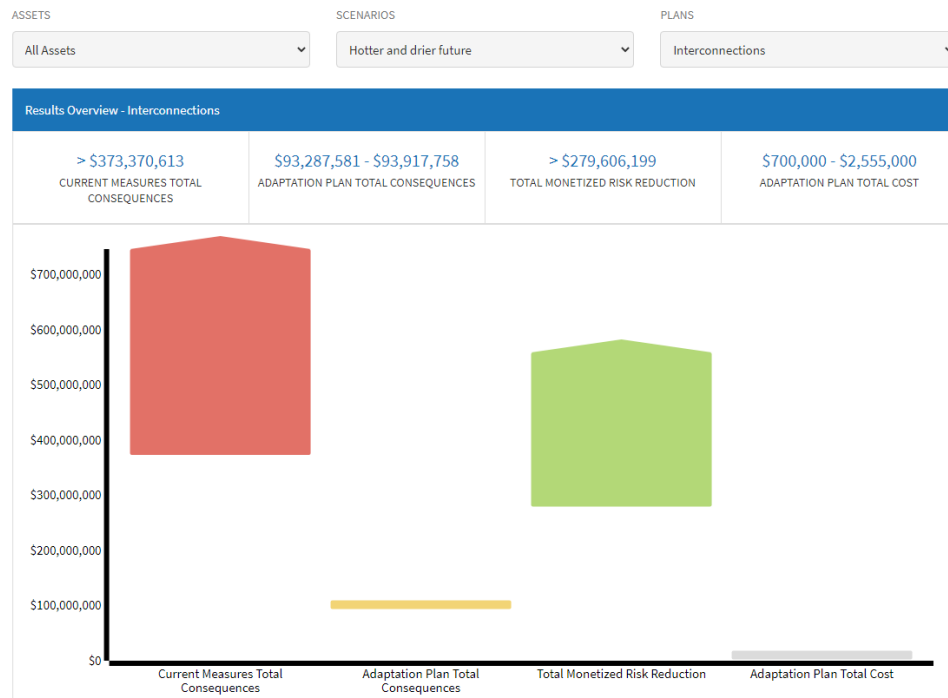 ASSETS
SCENARIOS
PLANS
All Assets
Hotter and drier future
Interconnections
Results Overview - Interconnections
> $373,370,613
CURRENT MEASURES TOTAL
CONSEQUENCES
$93,287,581 - $93,917,758
ADAPTATION PLAN TOTAL CONSEQUENCES
> $279,606,199
TOTAL MONETIZED RISK REDUCTION
$700,000 - $2,555,000
ADAPTATION PLAN TOTAL COST
$700,000,000
$600,000,000
$500,000,000
$400,000,000
$300,000,000
$200,000,000
$100,000,000
$0
Current Measures Total
Consequences
Adaptation Plan Total
Consequences
Total Monetized Risk Reduction
Adaptation Plan Total Cost